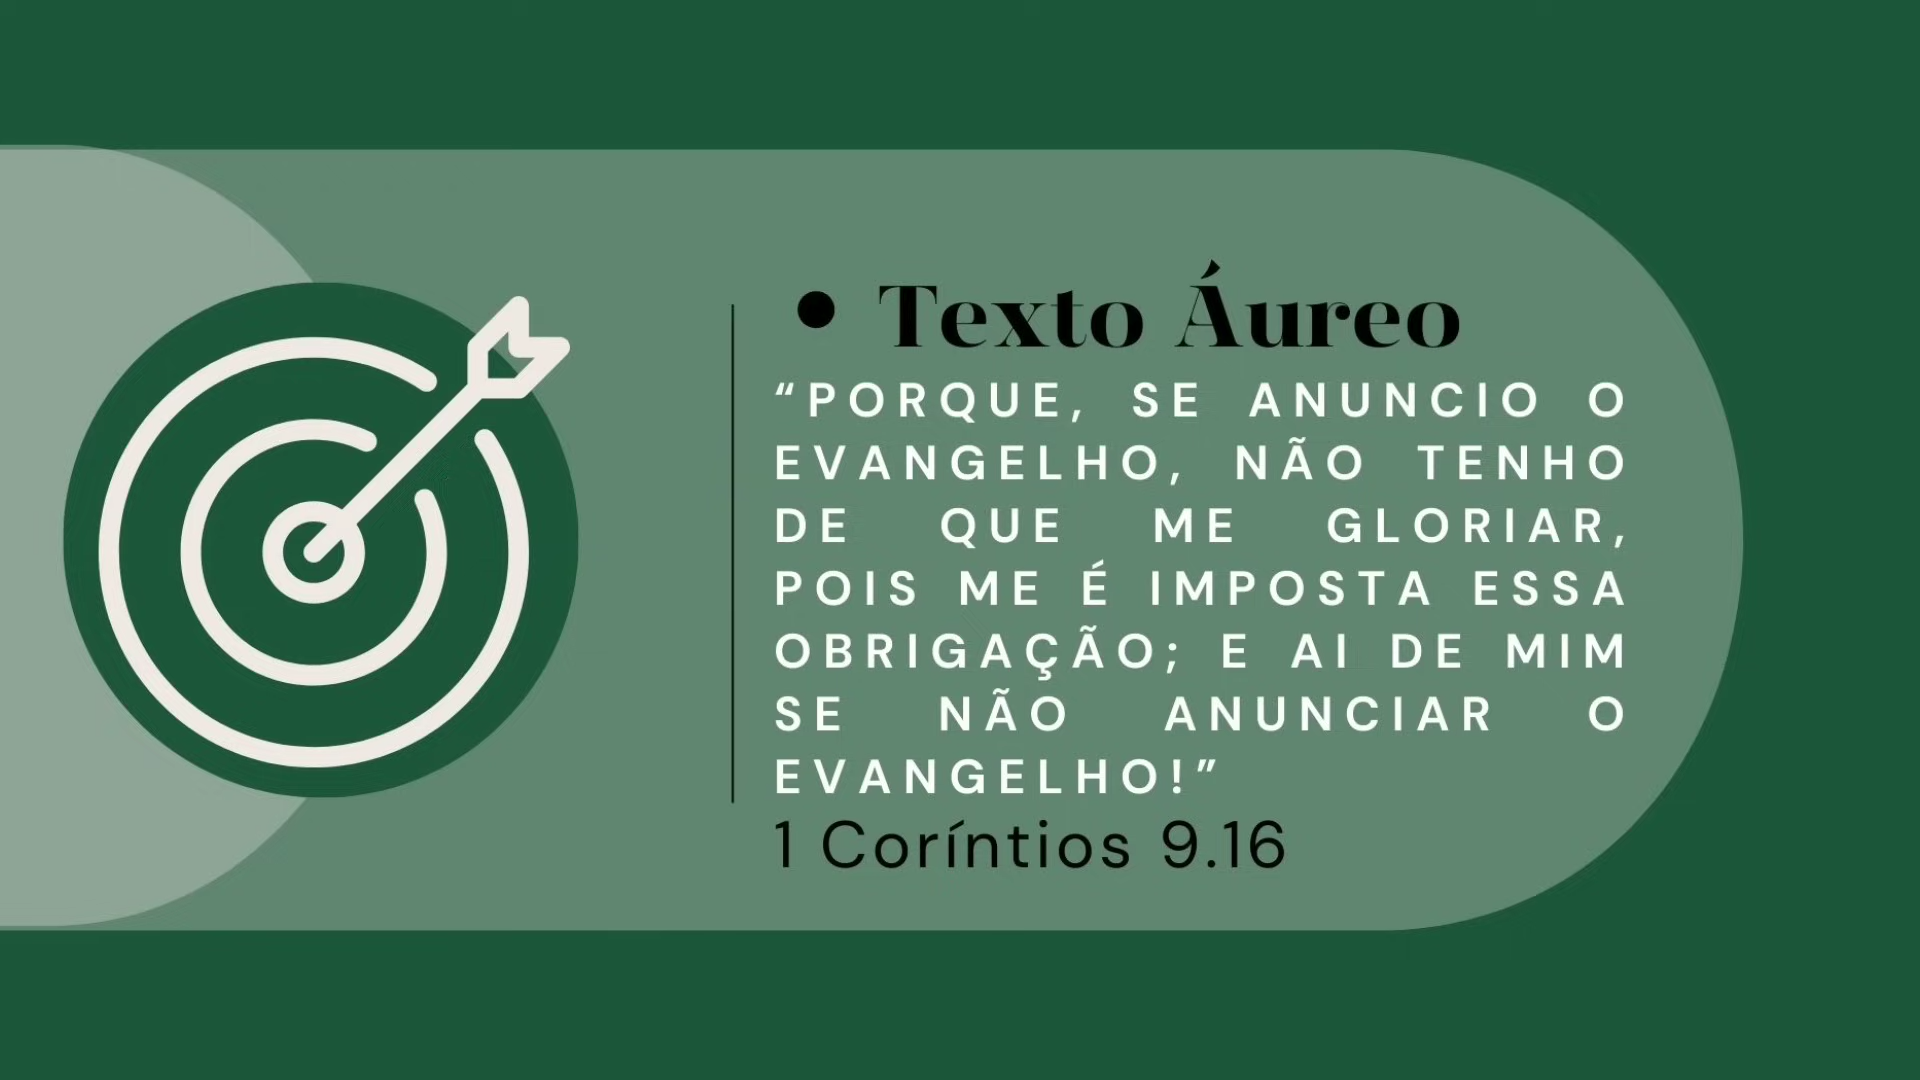 • Texto Áureo
“PORQUE, SE ANUNCIO O
EVANGELHO, NÃO TENHO
DE QUE ME GLORIAR,
POIS ME É IMPOSTA ESSA
OBRIGAÇÃO; E AI DE MIM
SE NÃO ANUNCIAR O
EVANGELHO!”
1 Coríntios 9.16